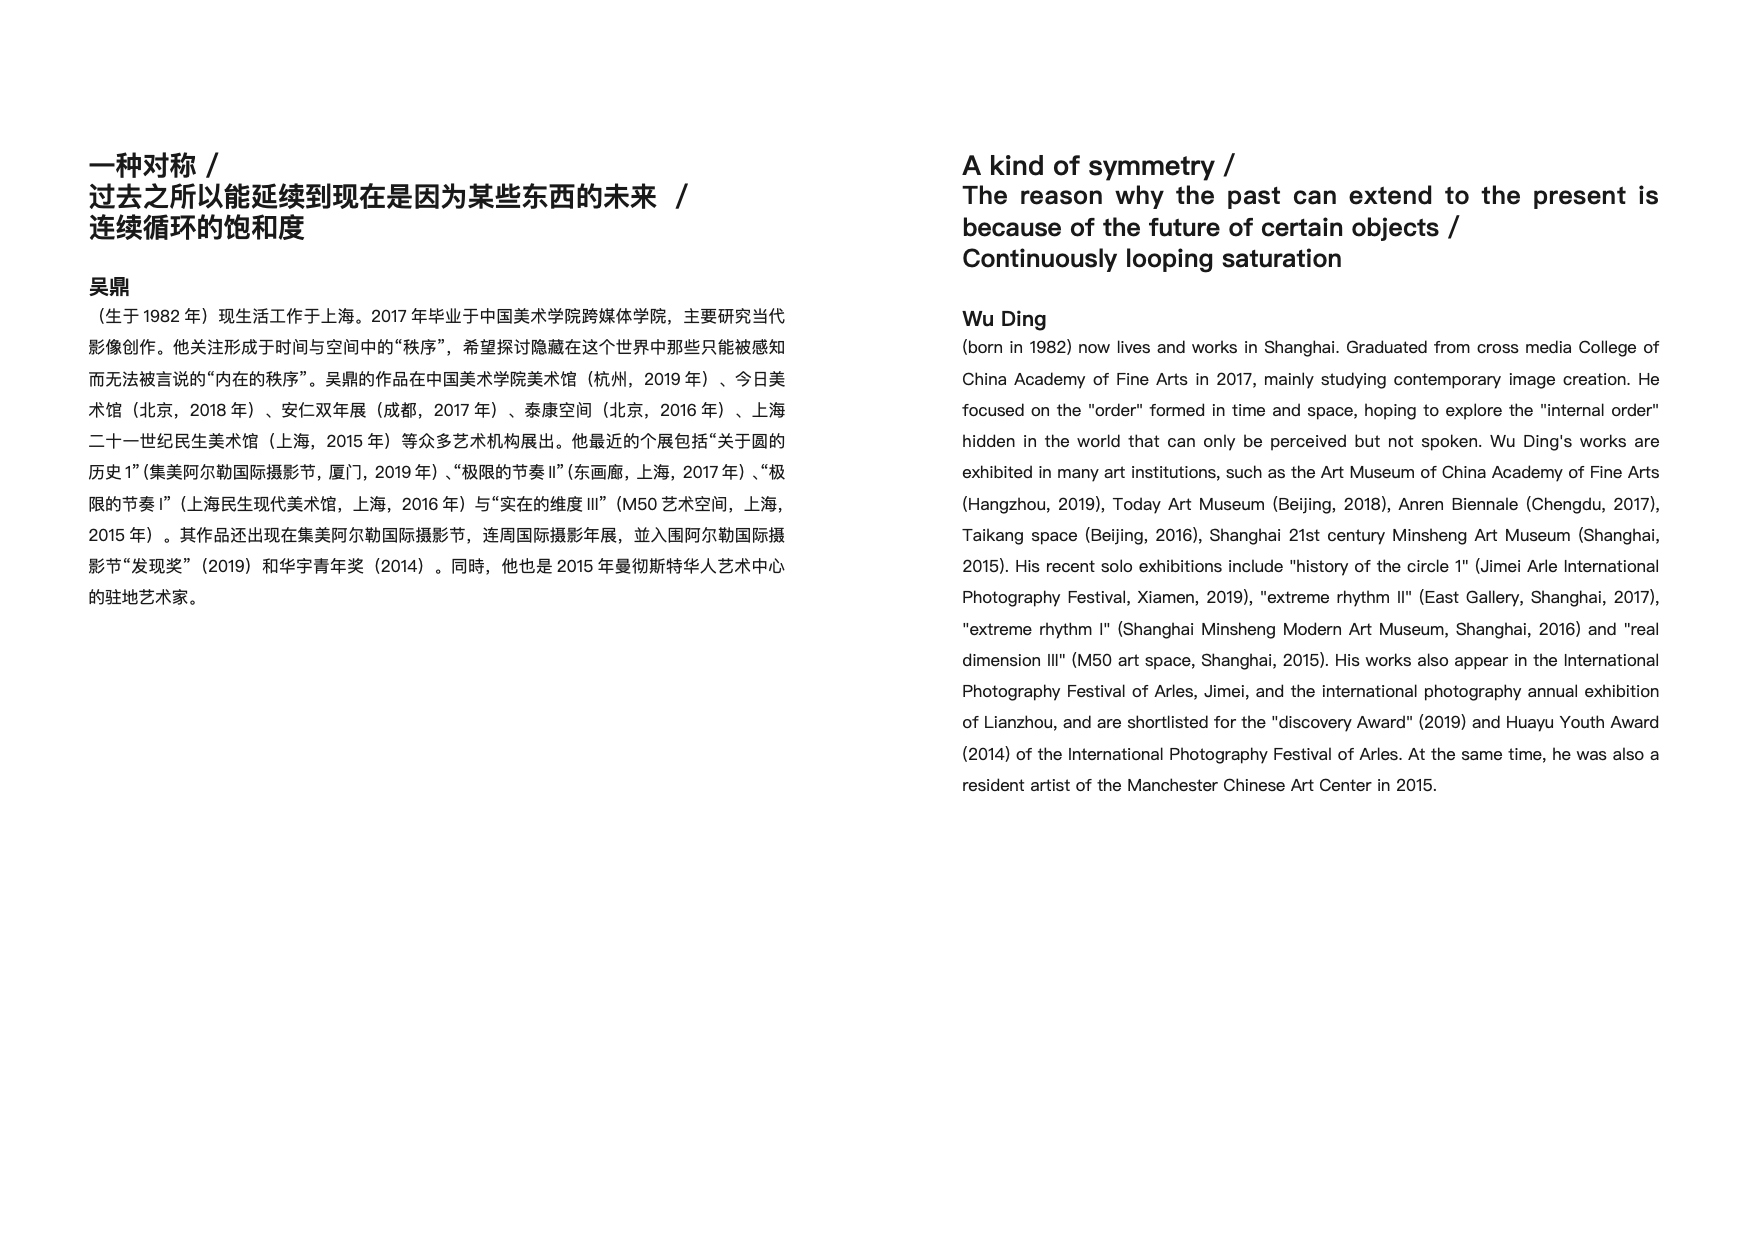 一种对称 /
过去之所以能延续到现在是因为某些东西的未来 /
连续循环的饱和度
吴鼎
（生于 1982 年）现生活工作于上海。2017 年毕业于中国美术学院跨媒体学院，主要研究当代
影像创作。他关注形成于时间与空间中的“秩序”，希望探讨隐藏在这个世界中那些只能被感知
而无法被言说的“内在的秩序”。吴鼎的作品在中国美术学院美术馆（杭州，2019 年）、今日美
术馆（北京，2018 年）、安仁双年展（成都，2017 年）、泰康空间（北京，2016 年）、上海
二十一世纪民生美术馆（上海，2015 年）等众多艺术机构展出。他最近的个展包括“关于圆的
历史 1”（集美阿尔勒国际摄影节，厦门，2019 年）、“极限的节奏 II”（东画廊，上海，2017 年）、“极
限的节奏 I”（上海民生现代美术馆，上海，2016 年）与“实在的维度 III”（M50 艺术空间，上海，
2015 年）。其作品还出现在集美阿尔勒国际摄影节，连周国际摄影年展，並入围阿尔勒国际摄
影节“发现奖”（2019）和华宇青年奖（2014）。同時，他也是 2015 年曼彻斯特华人艺术中心
的驻地艺术家。
A kind of symmetry /
The reason why the past can extend to the present is
because of the future of certain objects /
Continuously looping saturation
Wu Ding
(born in 1982) now lives and works in Shanghai. Graduated from cross media College of
China Academy of Fine Arts in 2017, mainly studying contemporary image creation. He
focused on the "order" formed in time and space, hoping to explore the "internal order"
hidden in the world that can only be perceived but not spoken. Wu Ding's works are
exhibited in many art institutions, such as the Art Museum of China Academy of Fine Arts
(Hangzhou, 2019), Today Art Museum (Beijing, 2018), Anren Biennale (Chengdu, 2017),
Taikang space (Beijing, 2016), Shanghai 21st century Minsheng Art Museum (Shanghai,
2015). His recent solo exhibitions include "history of the circle 1" (Jimei Arle International
Photography Festival, Xiamen, 2019), "extreme rhythm II" (East Gallery, Shanghai, 2017),
"extreme rhythm I" (Shanghai Minsheng Modern Art Museum, Shanghai, 2016) and "real
dimension III" (M50 art space, Shanghai, 2015). His works also appear in the International
Photography Festival of Arles, Jimei, and the international photography annual exhibition
of Lianzhou, and are shortlisted for the "discovery Award" (2019) and Huayu Youth Award
(2014) of the International Photography Festival of Arles. At the same time, he was also a
resident artist of the Manchester Chinese Art Center in 2015.